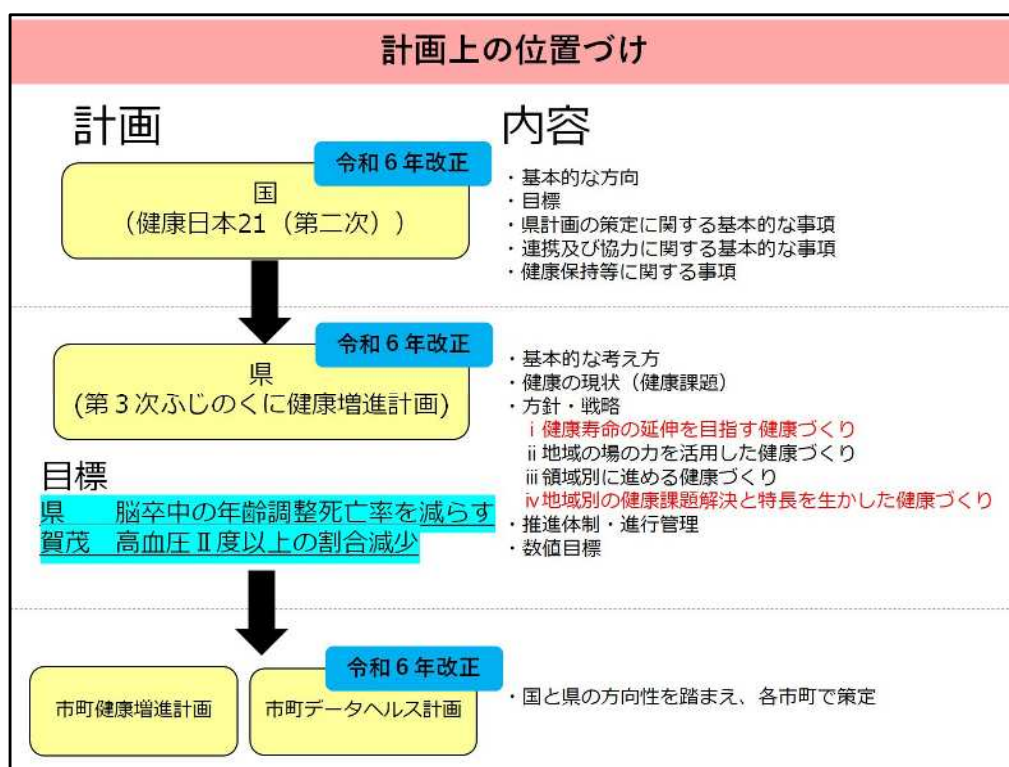 計画上の位置づけ
計画
内容
令和６年改正
国
（健康日本21（第二次））
・基本的な方向
・目標
・県計画の策定に関する基本的な事項
・連携及び協力に関する基本的な事項
・健康保持等に関する事項
令和６年改正
県
(第３次ふじのくに健康増進計画)
・基本的な考え方
・健康の現状（健康課題）
・方針・戦略
ⅰ健康寿命の延伸を目指す健康づくり
ⅱ地域の場の力を活用した健康づくり
ⅲ領域別に進める健康づくり
ⅳ地域別の健康課題解決と特長を生かした健康づくり
・推進体制・進行管理
・数値目標
目標
県　　脳卒中の年齢調整死亡率を減らす
賀茂　高血圧Ⅱ度以上の割合減少
令和６年改正
市町健康増進計画
市町データヘルス計画
・国と県の方向性を踏まえ、各市町で策定